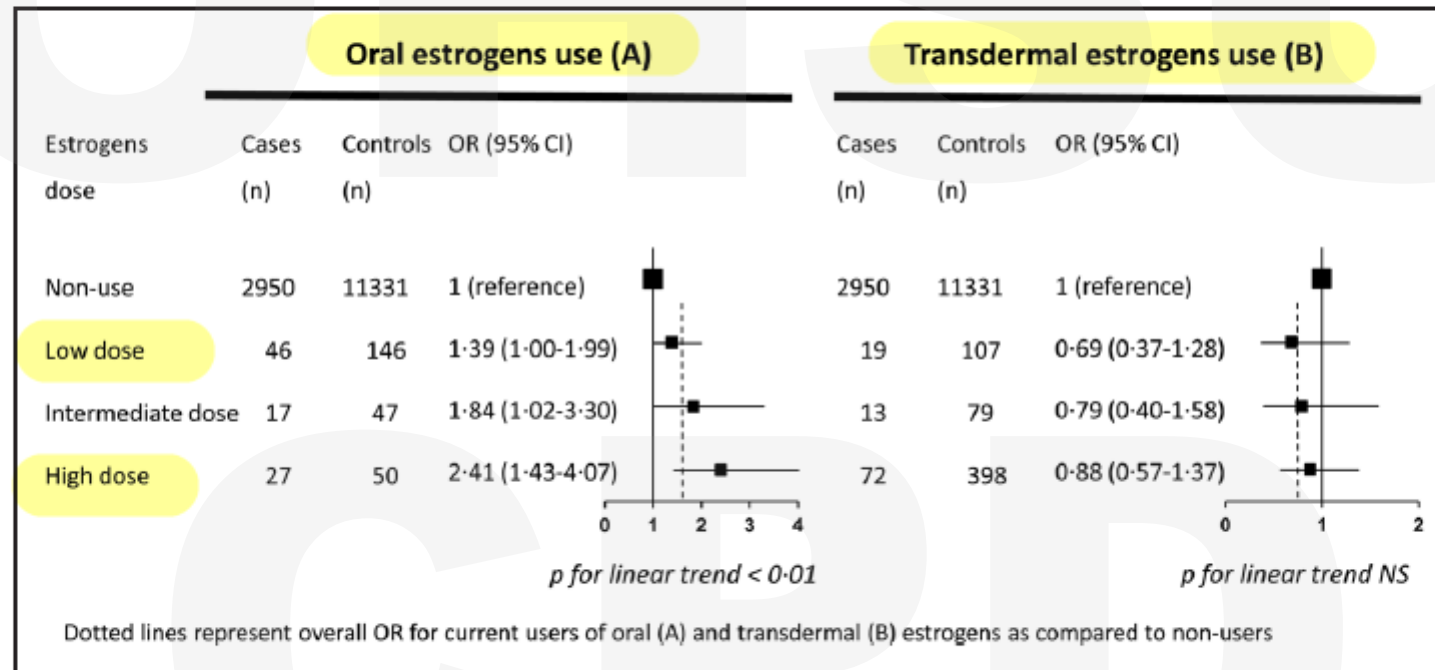 Oral estrogens use (A) Transdermal estrogens use (B)
Estrogens Cases Controls OR (95% CI) Cases Controls OR (95% CI)
dose (n) (n) (n) (n)
Non-use 2950 11331 1 (reference) 2950 11331 1 (reference)
Low dose 46 146 1·39 (1·00-1·99) 19 107 0·69 (0·37-1·28)
Intermediate dose 17 47 1·84 (1·02-3·30) 13 79 0·79 (0·40-1·58)
High dose 27 50 2·41 (1·43-4·07) 72 398 0·88 (0·57-1·37)
0 1 2 3 4 0 1 2
p for linear trend < 0·01 p for linear trend NS
Dotted lines represent overall OR for current users of oral (A) and transdermal (B) estrogens as compared to non-users
CPD